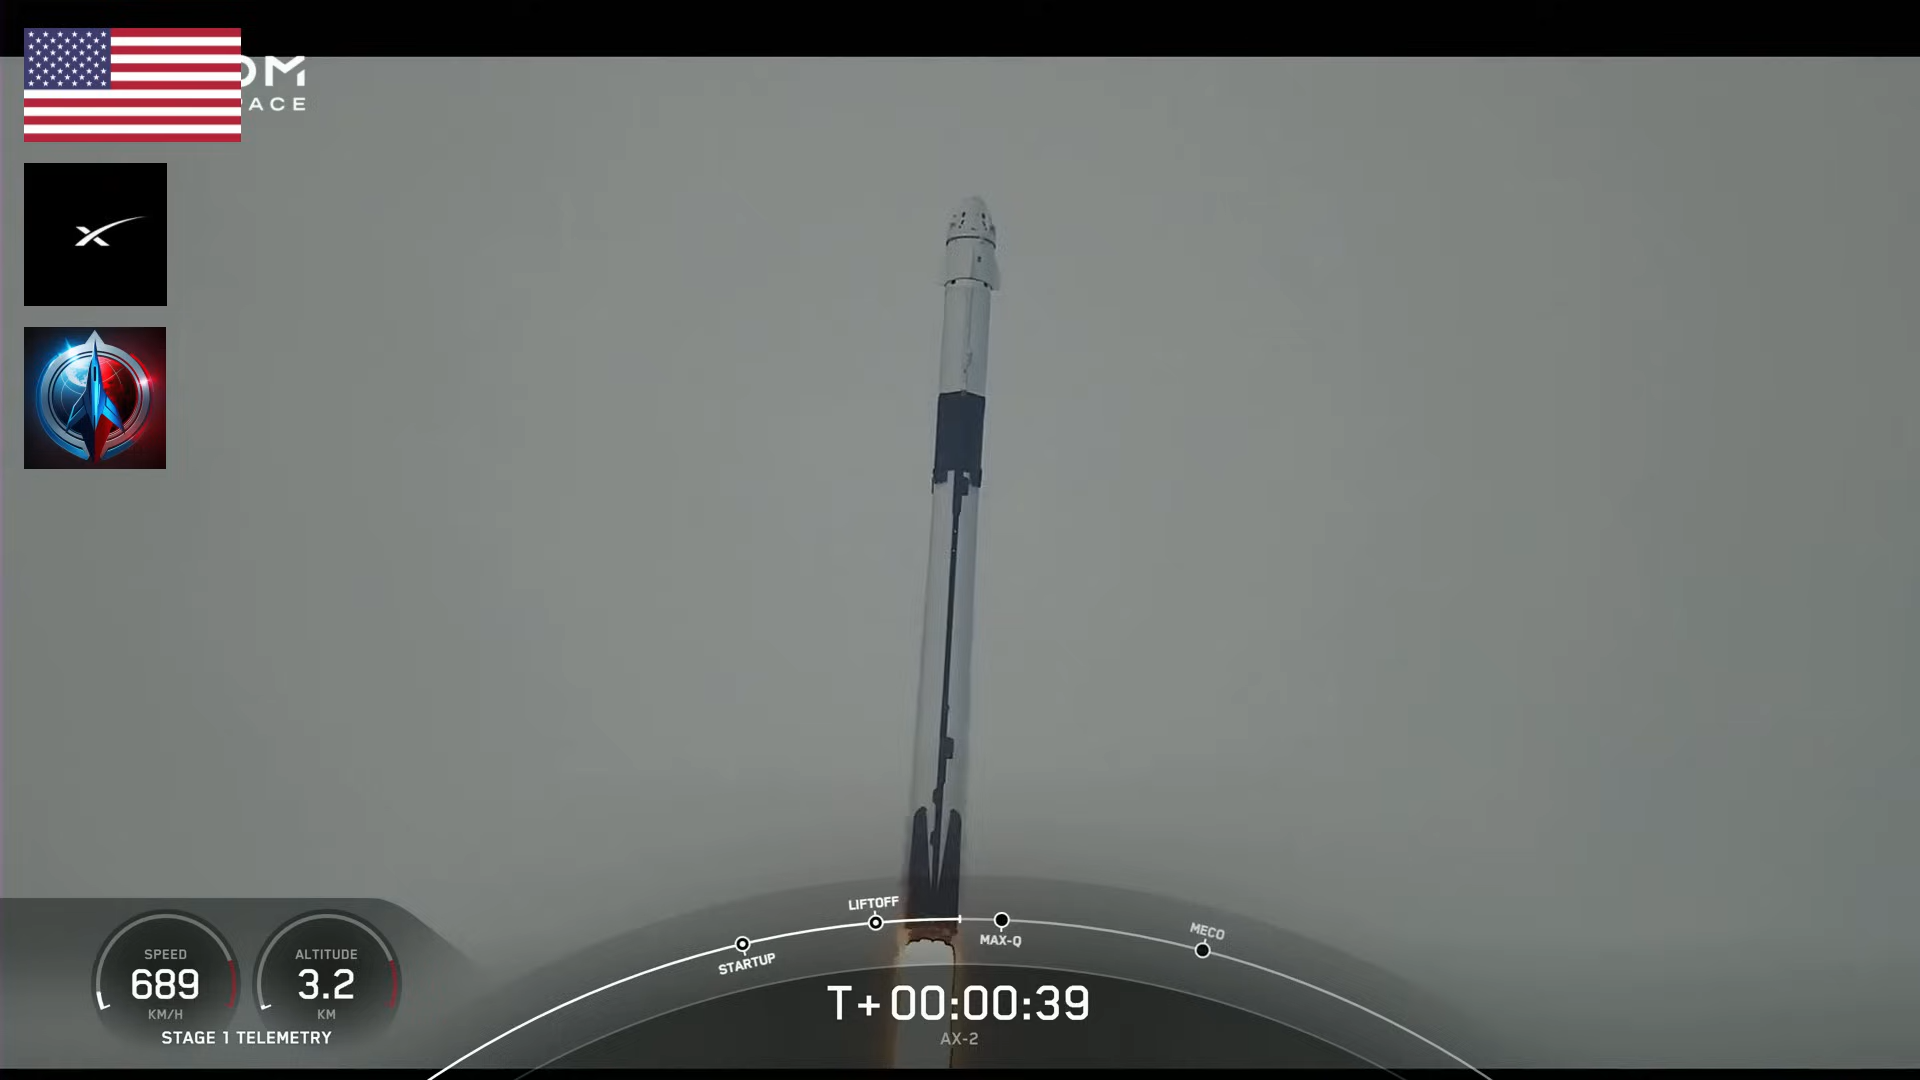 OM
ACE
LIFTOFF
STARTUP
MAX-Q
MECO
SPEED
689
KM/H
ALTITUDE
3.2
KM
STAGE 1 TELEMETRY
T+00:00:39
AX-2